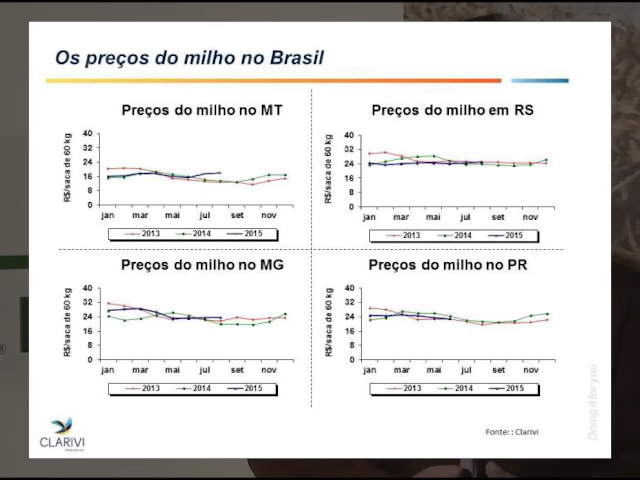 Os preços do milho no Brasil
Preços do milho no MT
R$/saca de 60 kg
40
32
24
16
8
0
jan mar mai jul set nov
2013 2014 2015
Preços do milho em RS
R$/saca de 60 kg
40
32
24
16
8
0
jan mar mai jul set nov
2013 2014 2015
Preços do milho no MG
R$/saca de 60 kg
40
32
24
16
8
0
jan mar mai jul set nov
2013 2014 2015
Preços do milho no PR
R$/saca de 60 kg
40
32
24
16
8
0
jan mar mai jul set nov
2013 2014 2015
CLARIVI
Fonte: ; Clarivi
Doing it for you